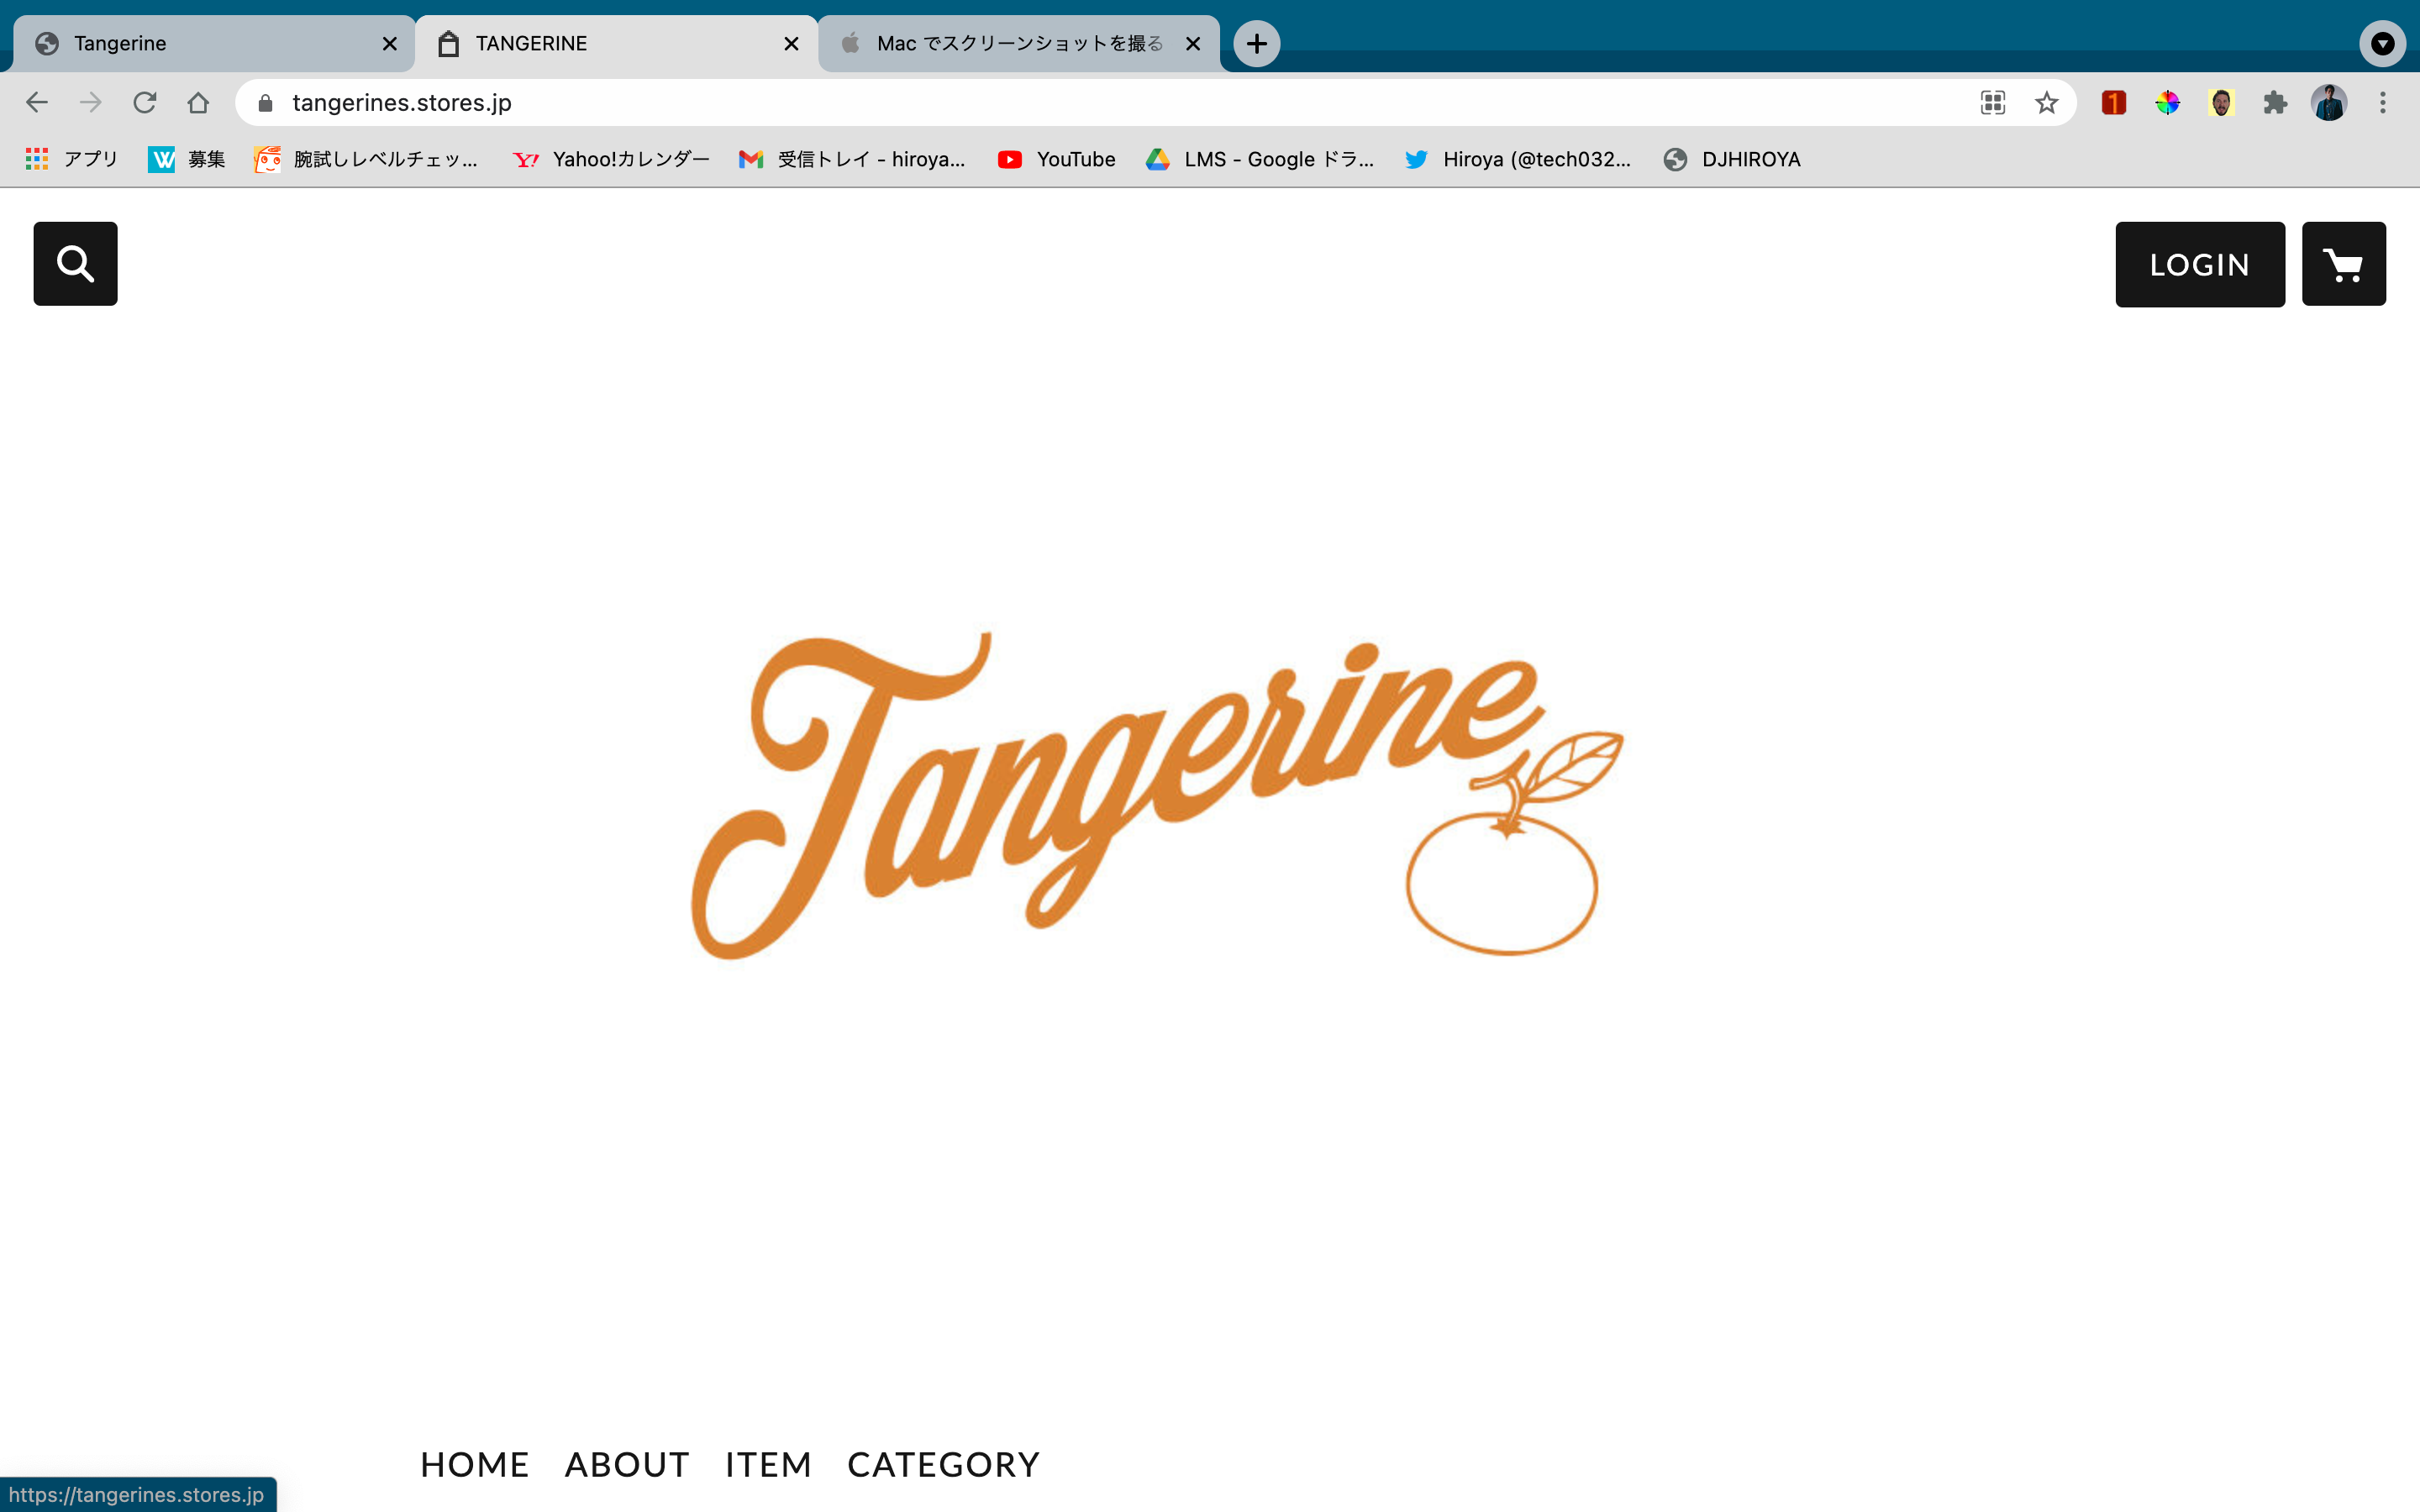 Tangerine
TANGERINE
Mac でスクリーンショットを撮る
tangerines.stores.jp
アプリ
募集
腕試しレベルチェッ...
Yahoo!カレンダー
受信トレイ - hiroya...
YouTube
LMS - Google ドラ...
Hiroya (@tech032...
DJHIROYA
LOGIN
Tangerine
HOME ABOUT ITEM CATEGORY
https://tangerines.stores.jp